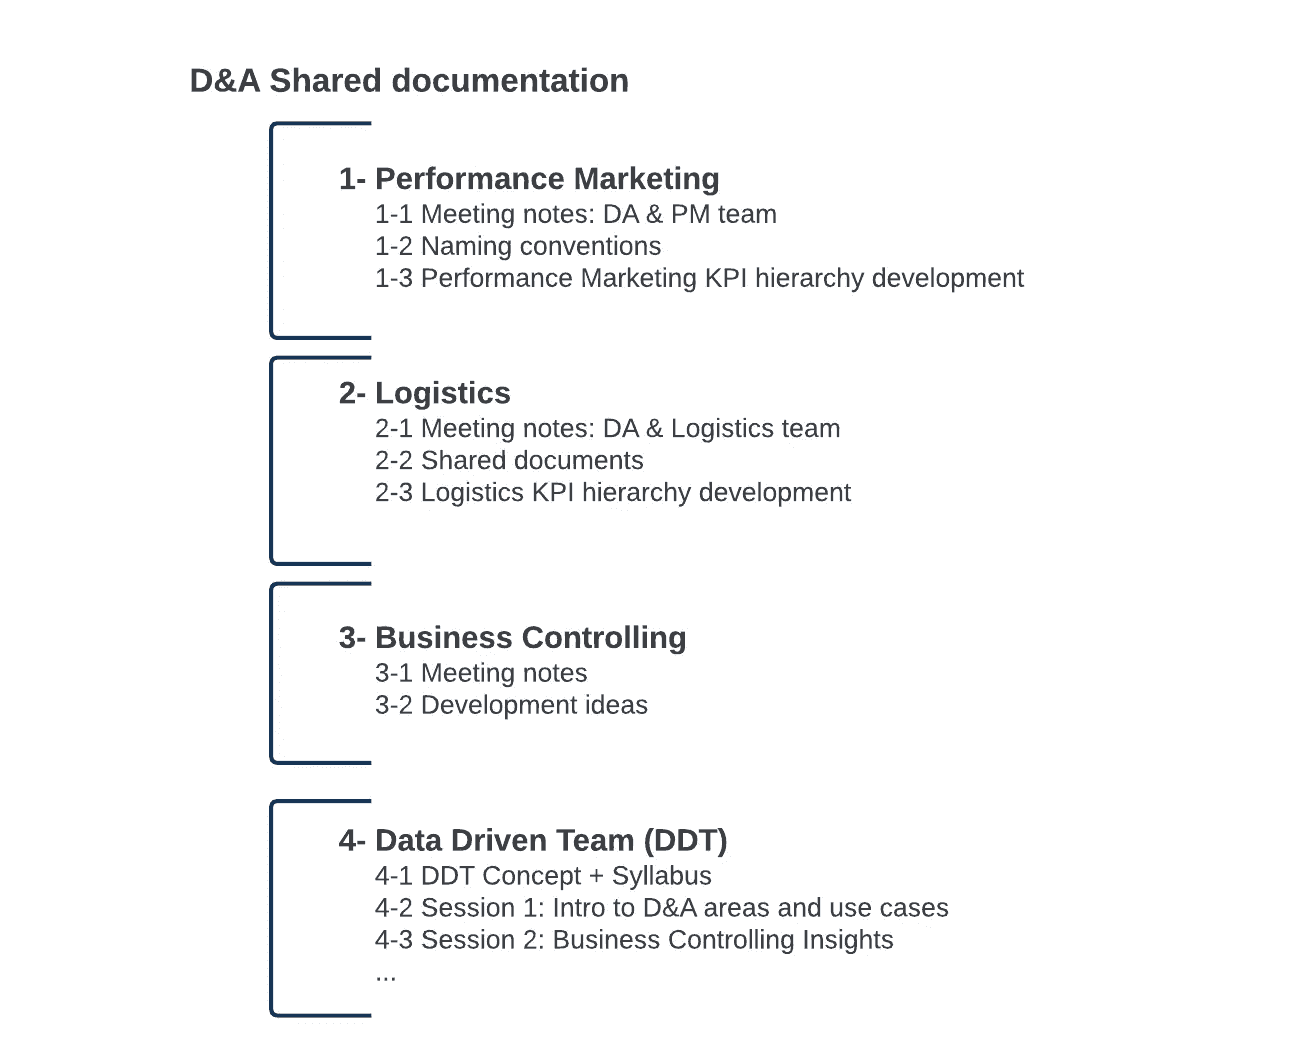 D&A Shared documentation
1- Performance Marketing
1-1 Meeting notes: DA & PM team
1-2 Naming conventions
1-3 Performance Marketing KPI hierarchy development
2- Logistics
2-1 Meeting notes: DA & Logistics team
2-2 Shared documents
2-3 Logistics KPI hierarchy development
3- Business Controlling
3-1 Meeting notes
3-2 Development ideas
4- Data Driven Team (DDT)
4-1 DDT Concept + Syllabus
4-2 Session 1: Intro to D&A areas and use cases
4-3 Session 2: Business Controlling Insights
...